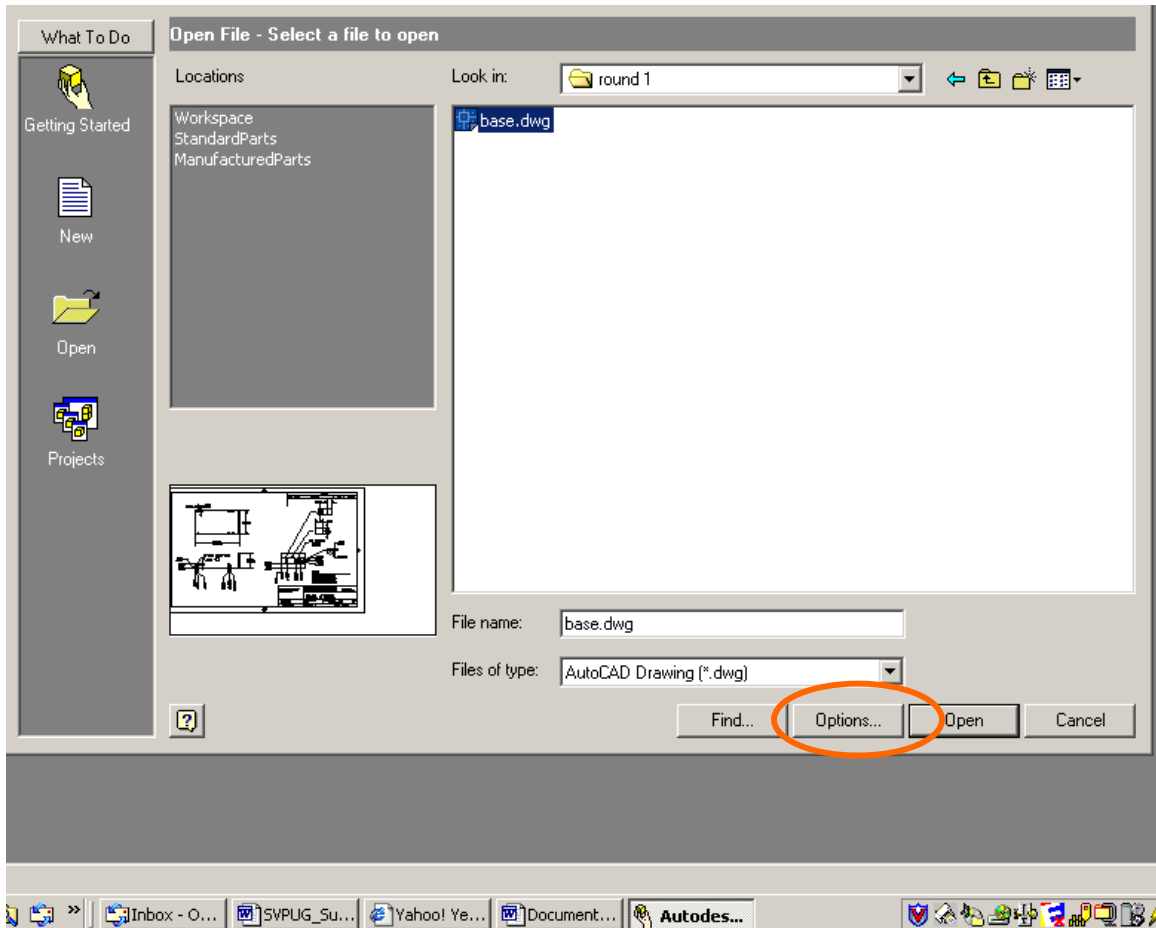 What To Do
Open File - Select a file to open
Locations
Look in:
round 1
Getting Started
Workspace
StandardParts
ManufacturedParts
base.dwg
New
Open
Projects
File name:
base.dwg
Files of type:
AutoCAD Drawing (*.dwg)
Find...
Options...
Open
Cancel
Inbox - O...
SVPUG_Su...
Yahoo! Ye...
Document...
Autodes...